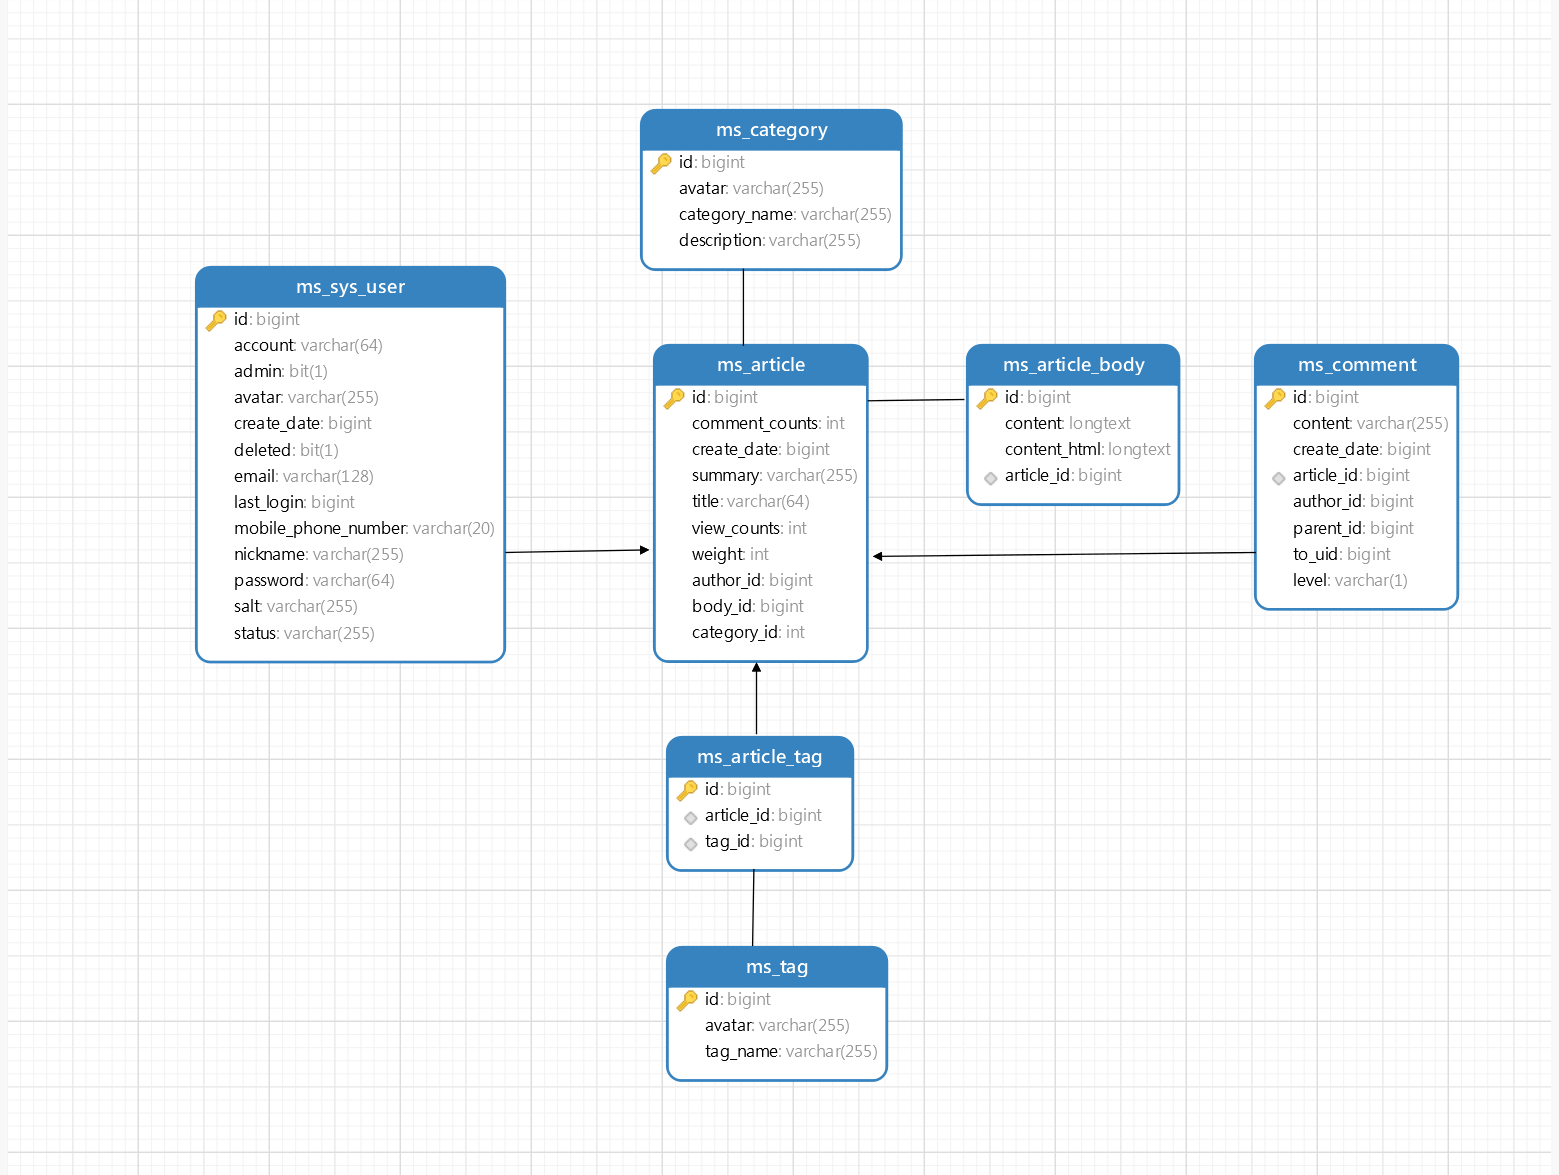 ms_category
id: bigint
avatar: varchar(255)
category_name: varchar(255)
description: varchar(255)
ms_sys_user
id: bigint
account: varchar(64)
admin: bit(1)
avatar: varchar(255)
create_date: bigint
deleted: bit(1)
email: varchar(128)
last_login: bigint
mobile_phone_number: varchar(20)
nickname: varchar(255)
password: varchar(64)
salt: varchar(255)
status: varchar(255)
ms_article
id: bigint
comment_counts: int
create_date: bigint
summary: varchar(255)
title: varchar(64)
view_counts: int
weight: int
author_id: bigint
body_id: bigint
category_id: int
ms_article_body
id: bigint
content: longtext
content_html: longtext
article_id: bigint
ms_comment
id: bigint
content: varchar(255)
create_date: bigint
article_id: bigint
author_id: bigint
parent_id: bigint
to_uid: bigint
level: varchar(1)
ms_article_tag
id: bigint
article_id: bigint
tag_id: bigint
ms_tag
id: bigint
avatar: varchar(255)
tag_name: varchar(255)